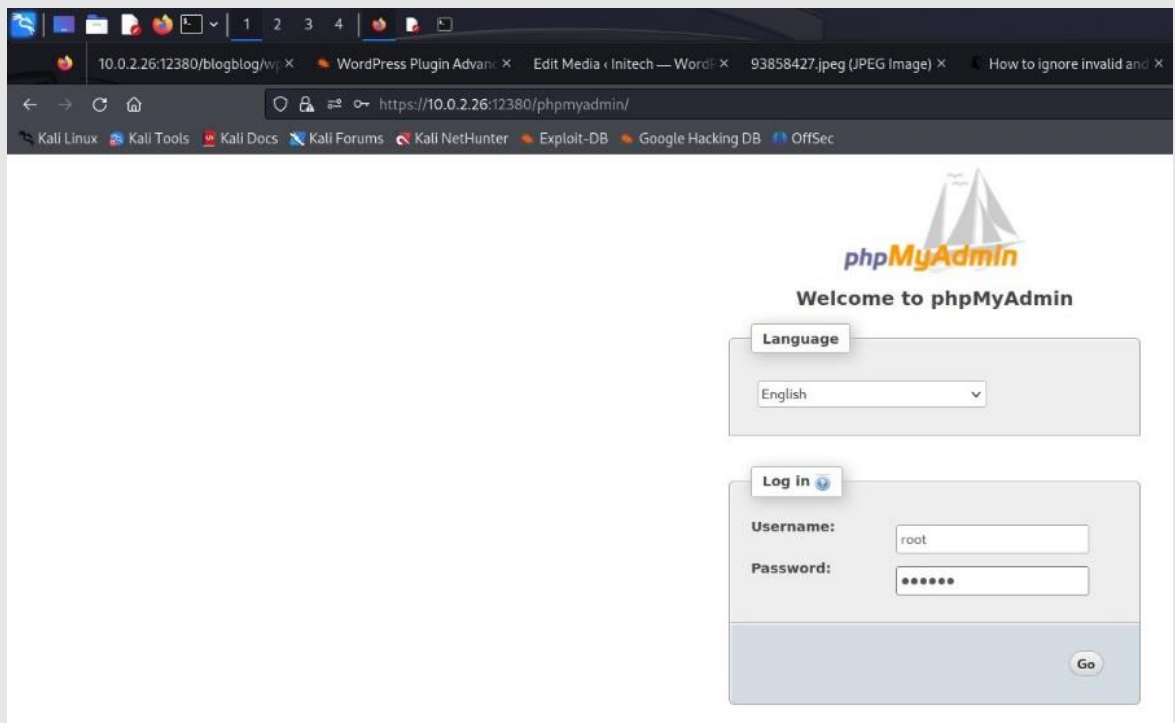 1 2 3 4
10.0.2.26:12380/blogblog/wp × WordPress Plugin Advanc × Edit Media ‹ Initech — WordP × 93858427.jpeg (JPEG Image) × How to ignore invalid and ×
https://10.0.2.26:12380/phpmyadmin/
Kali Linux Kali Tools Kali Docs Kali Forums Kali NetHunter Exploit-DB Google Hacking DB OffSec
phpMyAdmin
Welcome to phpMyAdmin
Language
English
Log in
Username:
root
Password:
••••••
Go